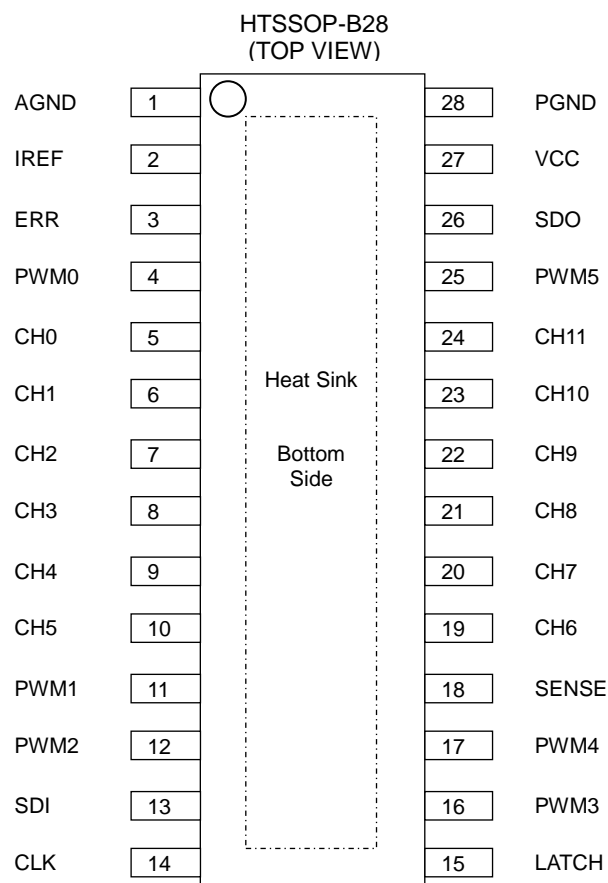 HTSSOP-B28
(TOP VIEW)
AGND 1 28 PGND
IREF 2 27 VCC
ERR 3 26 SDO
PWM0 4 25 PWM5
CH0 5 24 CH11
CH1 6 23 CH10
CH2 7 22 CH9
CH3 8 21 CH8
CH4 9 20 CH7
CH5 10 19 CH6
PWM1 11 18 SENSE
PWM2 12 17 PWM4
SDI 13 16 PWM3
CLK 14 15 LATCH
Heat Sink
Bottom
Side